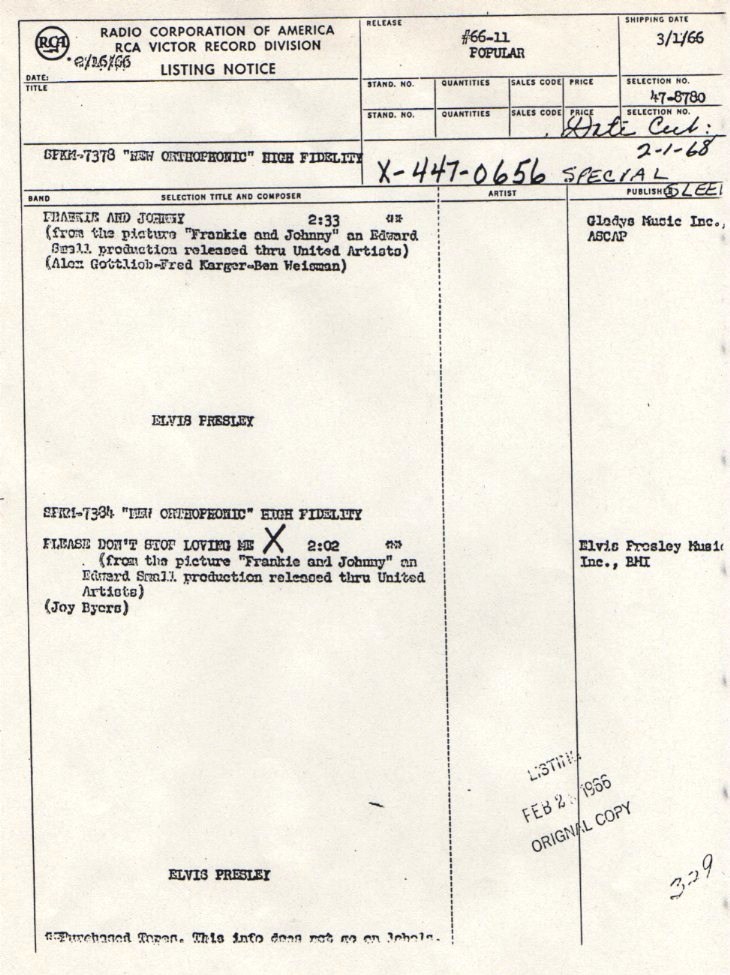 RCA
RADIO CORPORATION OF AMERICA
RCA VICTOR RECORD DIVISION
LISTING NOTICE
DATE:
TITLE
RELEASE
#66-11
POPULAR
SHIPPING DATE
3/1/66
STAND. NO. QUANTITIES SALES CODE PRICE SELECTION NO.
47-8780
STAND. NO. QUANTITIES SALES CODE PRICE SELECTION NO.
Date Cut:
2-1-68
SPKM-7378 "NEW ORTHOPHONIC" HIGH FIDELITY
X-447-0656 SPECIAL
SLEE
BAND SELECTION TITLE AND COMPOSER ARTIST PUBLISH
FRANKIE AND JOHNNY 2:33 Gladys Music Inc.,
(from the picture "Frankie and Johnny" an Edward ASCAP
Small production released thru United Artists)
(Alex Gottlieb-Fred Karger-Ben Weisman)
ELVIS PRESLEY
SPKM-7384 "NEW ORTHOPHONIC" HIGH FIDELITY
PLEASE DON'T STOP LOVING ME X 2:02 Elvis Presley Music
(from the picture "Frankie and Johnny" an Inc., BMI
Edward Small production released thru United
Artists)
(Joy Byers)
LISTING
FEB 2 1966
ORIGNAL COPY
ELVIS PRESLEY
329
Purchased Tapes. This info does not go on labels.